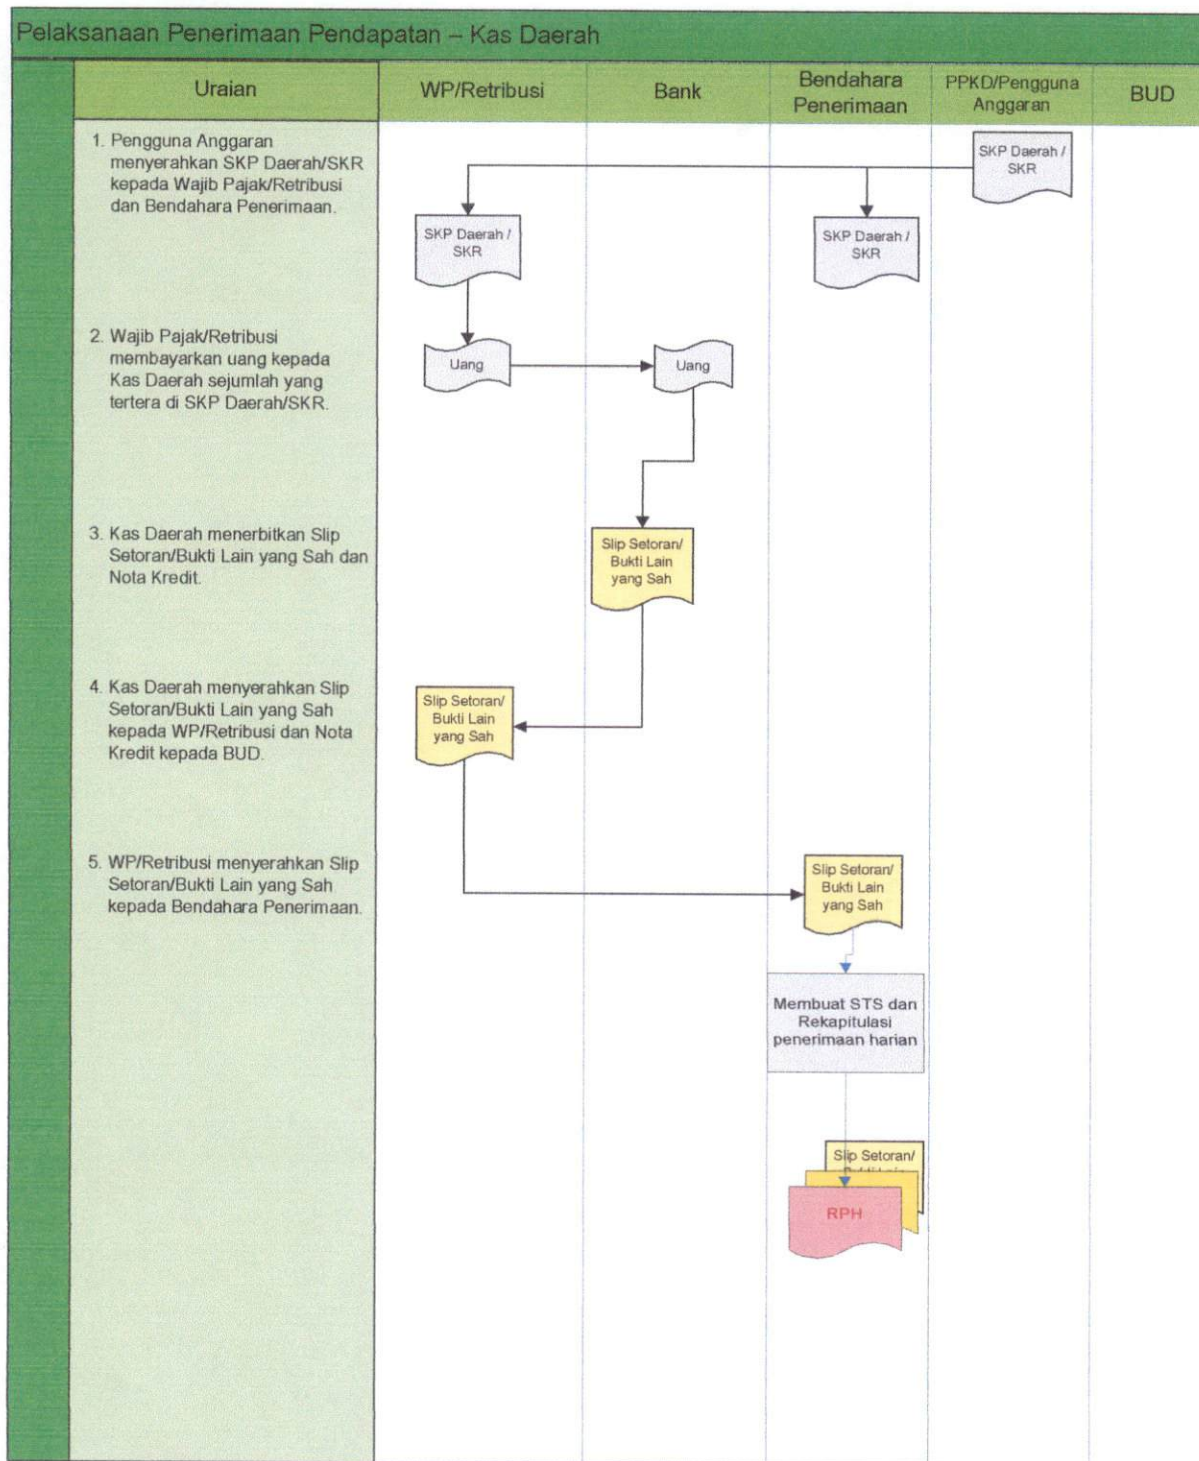 Pelaksanaan Penerimaan Pendapatan – Kas Daerah
Uraian
WP/Retribusi
Bank
Bendahara
Penerimaan
PPKD/Pengguna
Anggaran
BUD
1. Pengguna Anggaran
menyerahkan SKP Daerah/SKR
kepada Wajib Pajak/Retribusi
dan Bendahara Penerimaan.
SKP Daerah /
SKR
SKP Daerah /
SKR
SKP Daerah /
SKR
2. Wajib Pajak/Retribusi
membayarkan uang kepada
Kas Daerah sejumlah yang
tertera di SKP Daerah/SKR.
Uang
Uang
3. Kas Daerah menerbitkan Slip
Setoran/Bukti Lain yang Sah dan
Nota Kredit.
Slip Setoran/
Bukti Lain
yang Sah
4. Kas Daerah menyerahkan Slip
Setoran/Bukti Lain yang Sah
kepada WP/Retribusi dan Nota
Kredit kepada BUD.
Slip Setoran/
Bukti Lain
yang Sah
5. WP/Retribusi menyerahkan Slip
Setoran/Bukti Lain yang Sah
kepada Bendahara Penerimaan.
Slip Setoran/
Bukti Lain
yang Sah
Membuat STS dan
Rekapitulasi
penerimaan harian
Slip Setoran/
RPH